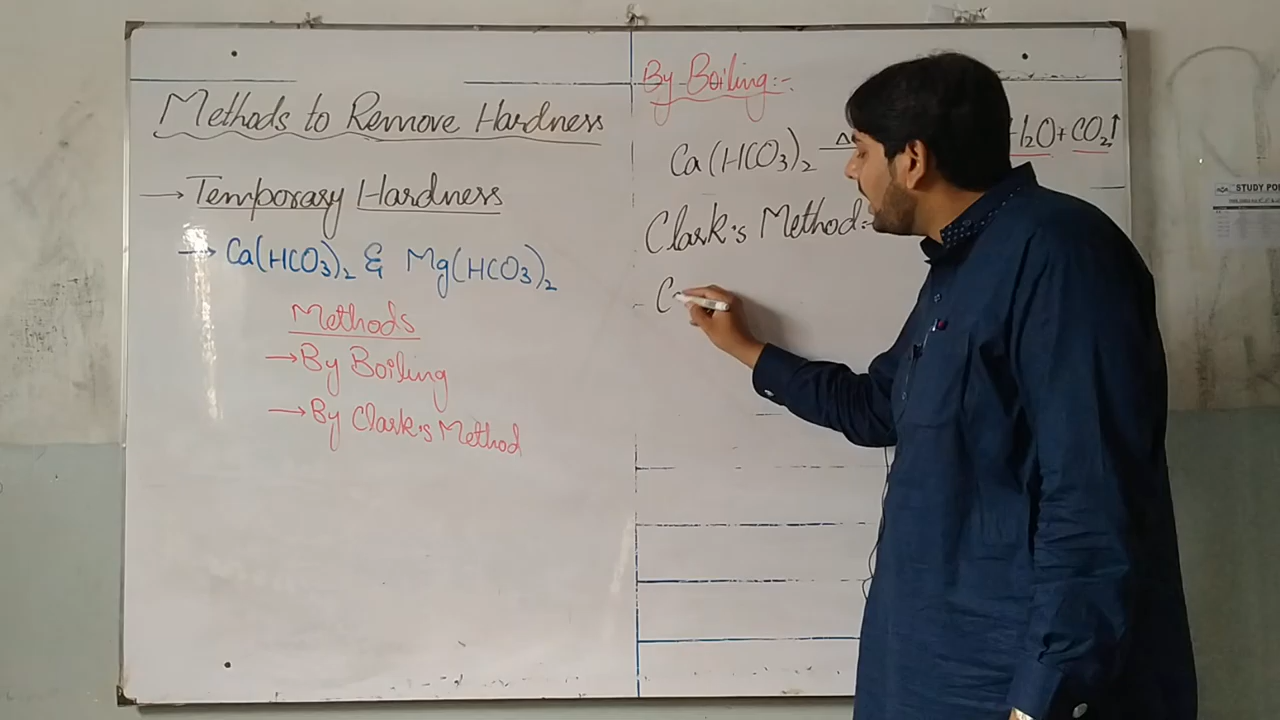 Methods to Remove Hardness
→ Temporary Hardness
→ Ca(HCO3)2 & Mg(HCO3)2
Methods
→ By Boiling
→ By Clark's Method
By Boiling:-
Ca(HCO3)2 Δ H2O + CO2↑
Clark's Method:-
Ca
STUDY